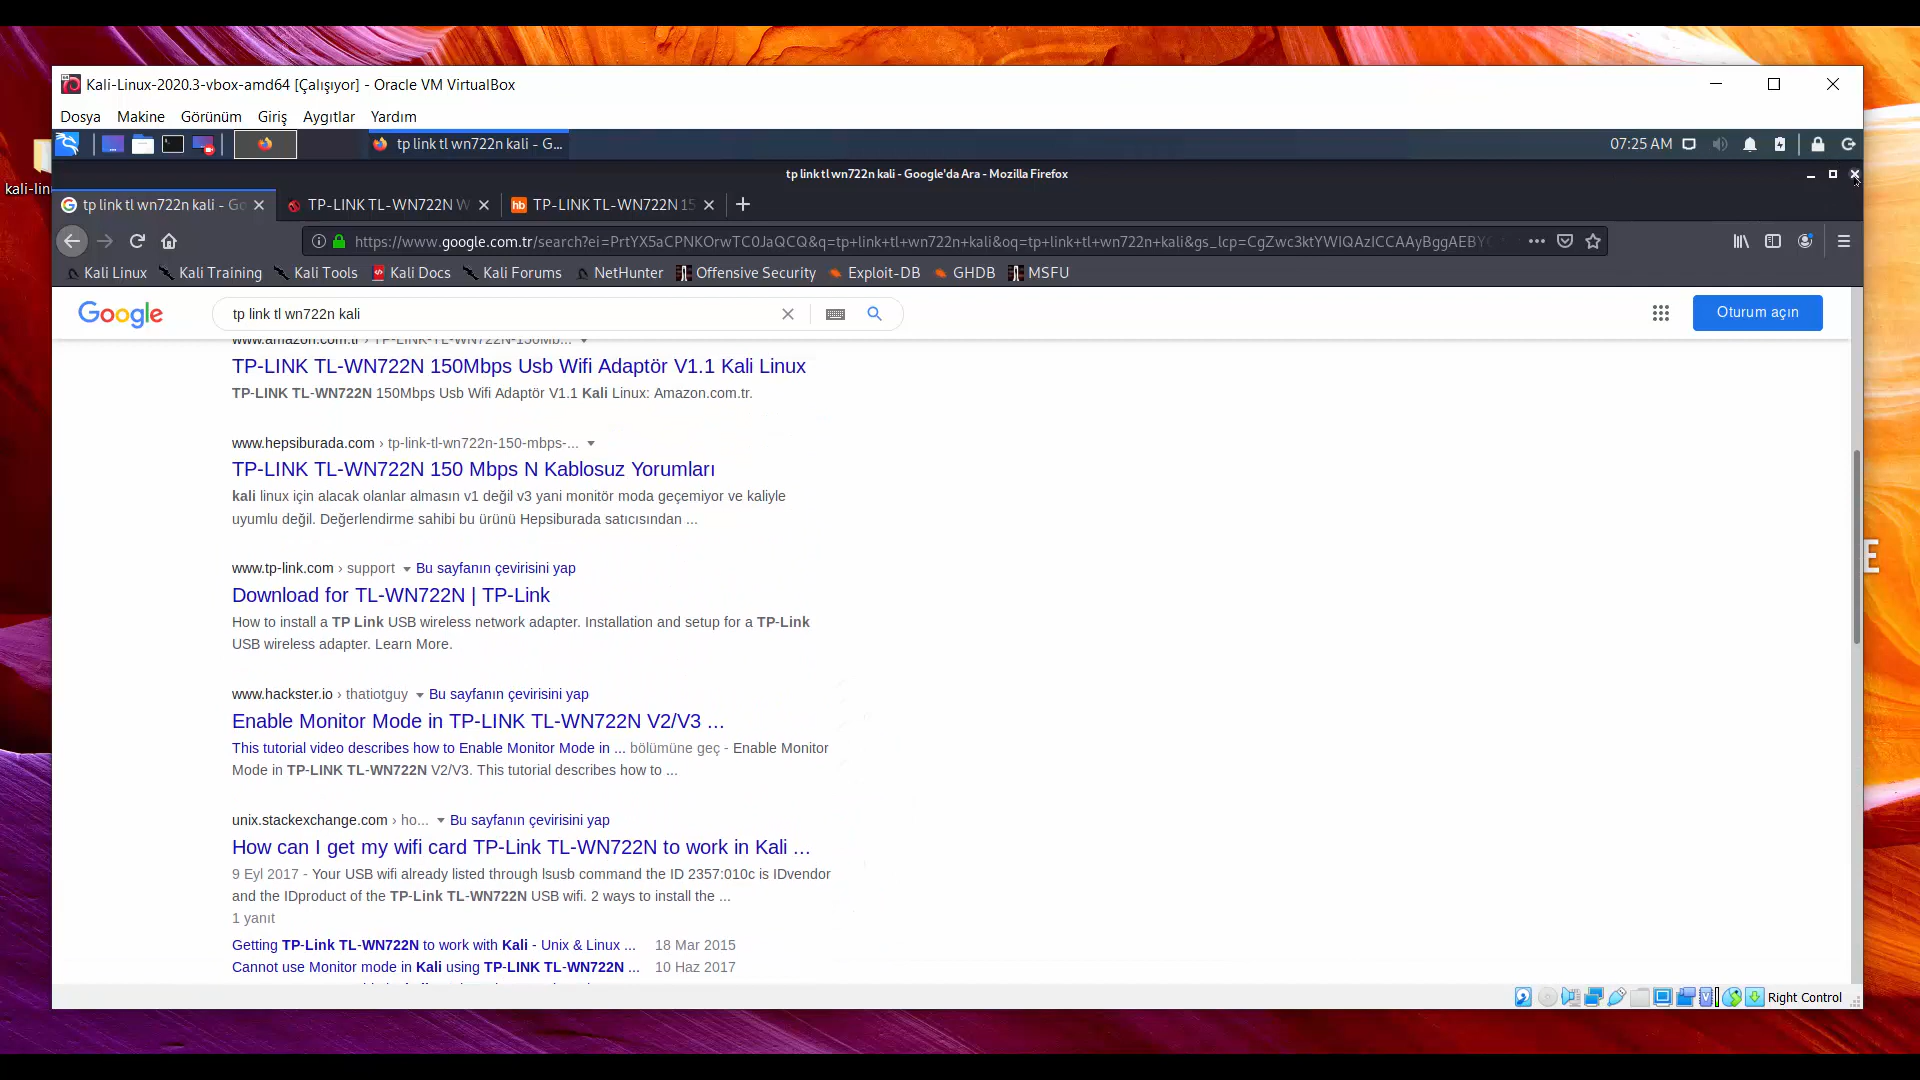 Kali-Linux-2020.3-vbox-amd64 [Çalışıyor] - Oracle VM VirtualBox
Dosya Makine Görünüm Giriş Aygıtlar Yardım
tp link tl wn722n kali - G... 07:25 AM
kali-lin
tp link tl wn722n kali - Google'da Ara - Mozilla Firefox
tp link tl wn722n kali - Go TP-LINK TL-WN722N W TP-LINK TL-WN722N 15
https://www.google.com.tr/search?ei=PrtYX5aCPNKOrwTC0JaQCQ&q=tp+link+tl+wn722n+kali&oq=tp+link+tl+wn722n+kali&gs_lcp=CgZwc3ktYWIQAzICCAAyBggAEBYQ
Kali Linux Kali Training Kali Tools Kali Docs Kali Forums NetHunter Offensive Security Exploit-DB GHDB MSFU
Google tp link tl wn722n kali Oturum açın
www.amazon.com.tr › TP-LINK-TL-WN722N-150Mb...
TP-LINK TL-WN722N 150Mbps Usb Wifi Adaptör V1.1 Kali Linux
TP-LINK TL-WN722N 150Mbps Usb Wifi Adaptör V1.1 Kali Linux: Amazon.com.tr.
www.hepsiburada.com › tp-link-tl-wn722n-150-mbps-...
TP-LINK TL-WN722N 150 Mbps N Kablosuz Yorumları
kali linux için alacak olanlar almasın v1 değil v3 yani monitör moda geçemiyor ve kaliyle
uyumlu değil. Değerlendirme sahibi bu ürünü Hepsiburada satıcısından ...
www.tp-link.com › support Bu sayfanın çevirisini yap
Download for TL-WN722N | TP-Link
How to install a TP Link USB wireless network adapter. Installation and setup for a TP-Link
USB wireless adapter. Learn More.
www.hackster.io › thatiotguy Bu sayfanın çevirisini yap
Enable Monitor Mode in TP-LINK TL-WN722N V2/V3 ...
This tutorial video describes how to Enable Monitor Mode in ... bölümüne geç - Enable Monitor
Mode in TP-LINK TL-WN722N V2/V3. This tutorial describes how to ...
unix.stackexchange.com › ho... Bu sayfanın çevirisini yap
How can I get my wifi card TP-Link TL-WN722N to work in Kali ...
9 Eyl 2017 - Your USB wifi already listed through lsusb command the ID 2357:010c is IDvendor
and the IDproduct of the TP-Link TL-WN722N USB wifi. 2 ways to install the ...
1 yanıt
Getting TP-Link TL-WN722N to work with Kali - Unix & Linux ... 18 Mar 2015
Cannot use Monitor mode in Kali using TP-LINK TL-WN722N ... 10 Haz 2017
Right Control
E